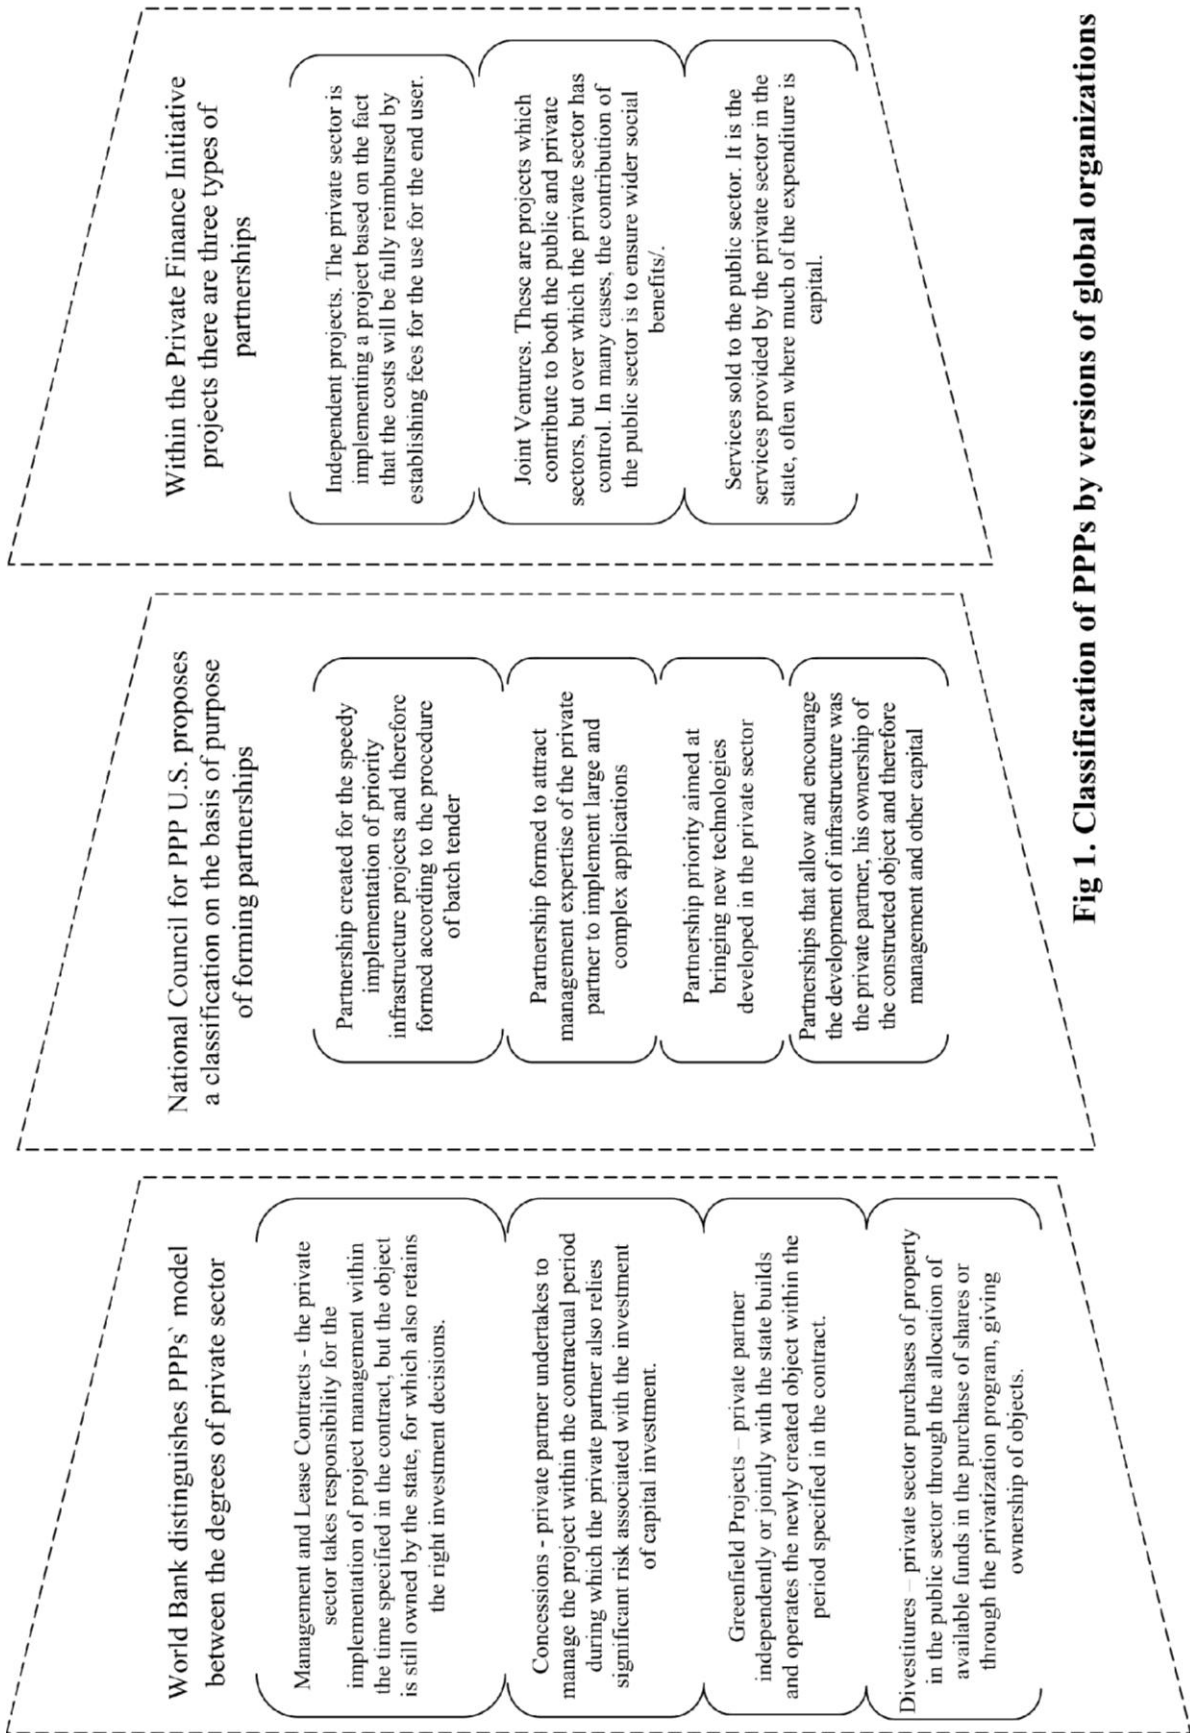 World Bank distinguishes PPPs` model
between the degrees of private sector
Management and Lease Contracts - the private
sector takes responsibility for the
implementation of project management within
the time specified in the contract, but the object
is still owned by the state, for which also retains
the right investment decisions.
Concessions - private partner undertakes to
manage the project within the contractual period
during which the private partner also relies
significant risk associated with the investment
of capital investment.
Greenfield Projects – private partner
independently or jointly with the state builds
and operates the newly created object within the
period specified in the contract.
Divestitures – private sector purchases of property
in the public sector through the allocation of
available funds in the purchase of shares or
through the privatization program, giving
ownership of objects.
National Council for PPP U.S. proposes
a classification on the basis of purpose
of forming partnerships
Partnership created for the speedy
implementation of priority
infrastructure projects and therefore
formed according to the procedure
of batch tender
Partnership formed to attract
management expertise of the private
partner to implement large and
complex applications
Partnership priority aimed at
bringing new technologies
developed in the private sector
Partnerships that allow and encourage
the development of infrastructure was
the private partner, his ownership of
the constructed object and therefore
management and other capital
Within the Private Finance Initiative
projects there are three types of
partnerships
Independent projects. The private sector is
implementing a project based on the fact
that the costs will be fully reimbursed by
establishing fees for the use for the end user.
Joint Ventures. These are projects which
contribute to both the public and private
sectors, but over which the private sector has
control. In many cases, the contribution of
the public sector is to ensure wider social
benefits/.
Services sold to the public sector. It is the
services provided by the private sector in the
state, often where much of the expenditure is
capital.
Fig 1. Classification of PPPs by versions of global organizations